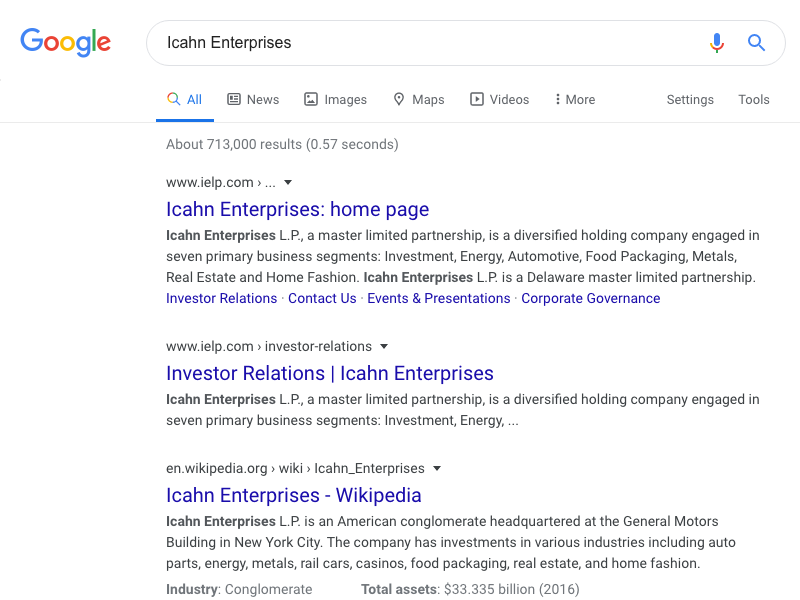 Google
Icahn Enterprises
All News Images Maps Videos More Settings Tools
About 713,000 results (0.57 seconds)
www.ielp.com › ...
Icahn Enterprises: home page
Icahn Enterprises L.P., a master limited partnership, is a diversified holding company engaged in
seven primary business segments: Investment, Energy, Automotive, Food Packaging, Metals,
Real Estate and Home Fashion. Icahn Enterprises L.P. is a Delaware master limited partnership.
Investor Relations · Contact Us · Events & Presentations · Corporate Governance
www.ielp.com › investor-relations
Investor Relations | Icahn Enterprises
Icahn Enterprises L.P., a master limited partnership, is a diversified holding company engaged in
seven primary business segments: Investment, Energy, ...
en.wikipedia.org › wiki › Icahn_Enterprises
Icahn Enterprises - Wikipedia
Icahn Enterprises L.P. is an American conglomerate headquartered at the General Motors
Building in New York City. The company has investments in various industries including auto
parts, energy, metals, rail cars, casinos, food packaging, real estate, and home fashion.
Industry: Conglomerate Total assets: $33.335 billion (2016)